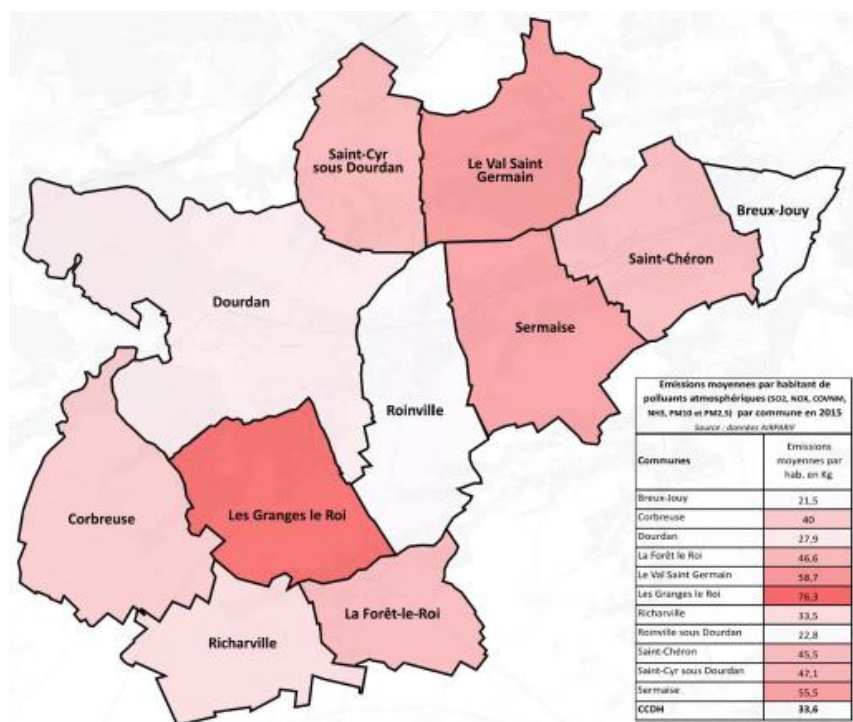 Saint-Cyr
sous Dourdan
Le Val Saint
Germain
Breux-Jouy
Saint-Chéron
Dourdan
Sermaise
Roinville
Corbreuse
Les Granges le Roi
La Forêt-le-Roi
Richarville
Emissions moyennes par habitant de
polluants atmosphériques (SO2, NOX, COVNM,
NH3, PM10 et PM2,5) par commune en 2015
Source : données AIRPARIF
Communes
Emissions
moyennes par
hab. en Kg
Breux-Jouy 21,5
Corbreuse 40
Dourdan 27,9
La Forêt le Roi 46,6
Le Val Saint Germain 58,7
Les Granges le Roi 76,3
Richarville 33,5
Roinville sous Dourdan 22,8
Saint-Chéron 45,5
Saint-Cyr sous Dourdan 47,1
Sermaise 55,5
CCDH 33,6